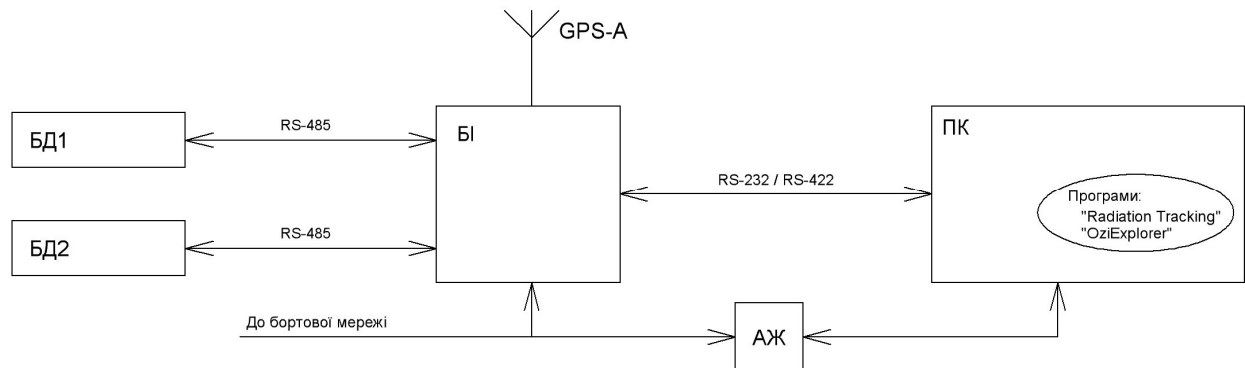 GPS-A
БД1
RS-485
БІ
ПК
RS-232 / RS-422
Програми:
"Radiation Tracking"
"OziExplorer"
БД2
RS-485
До бортової мережі
АЖ